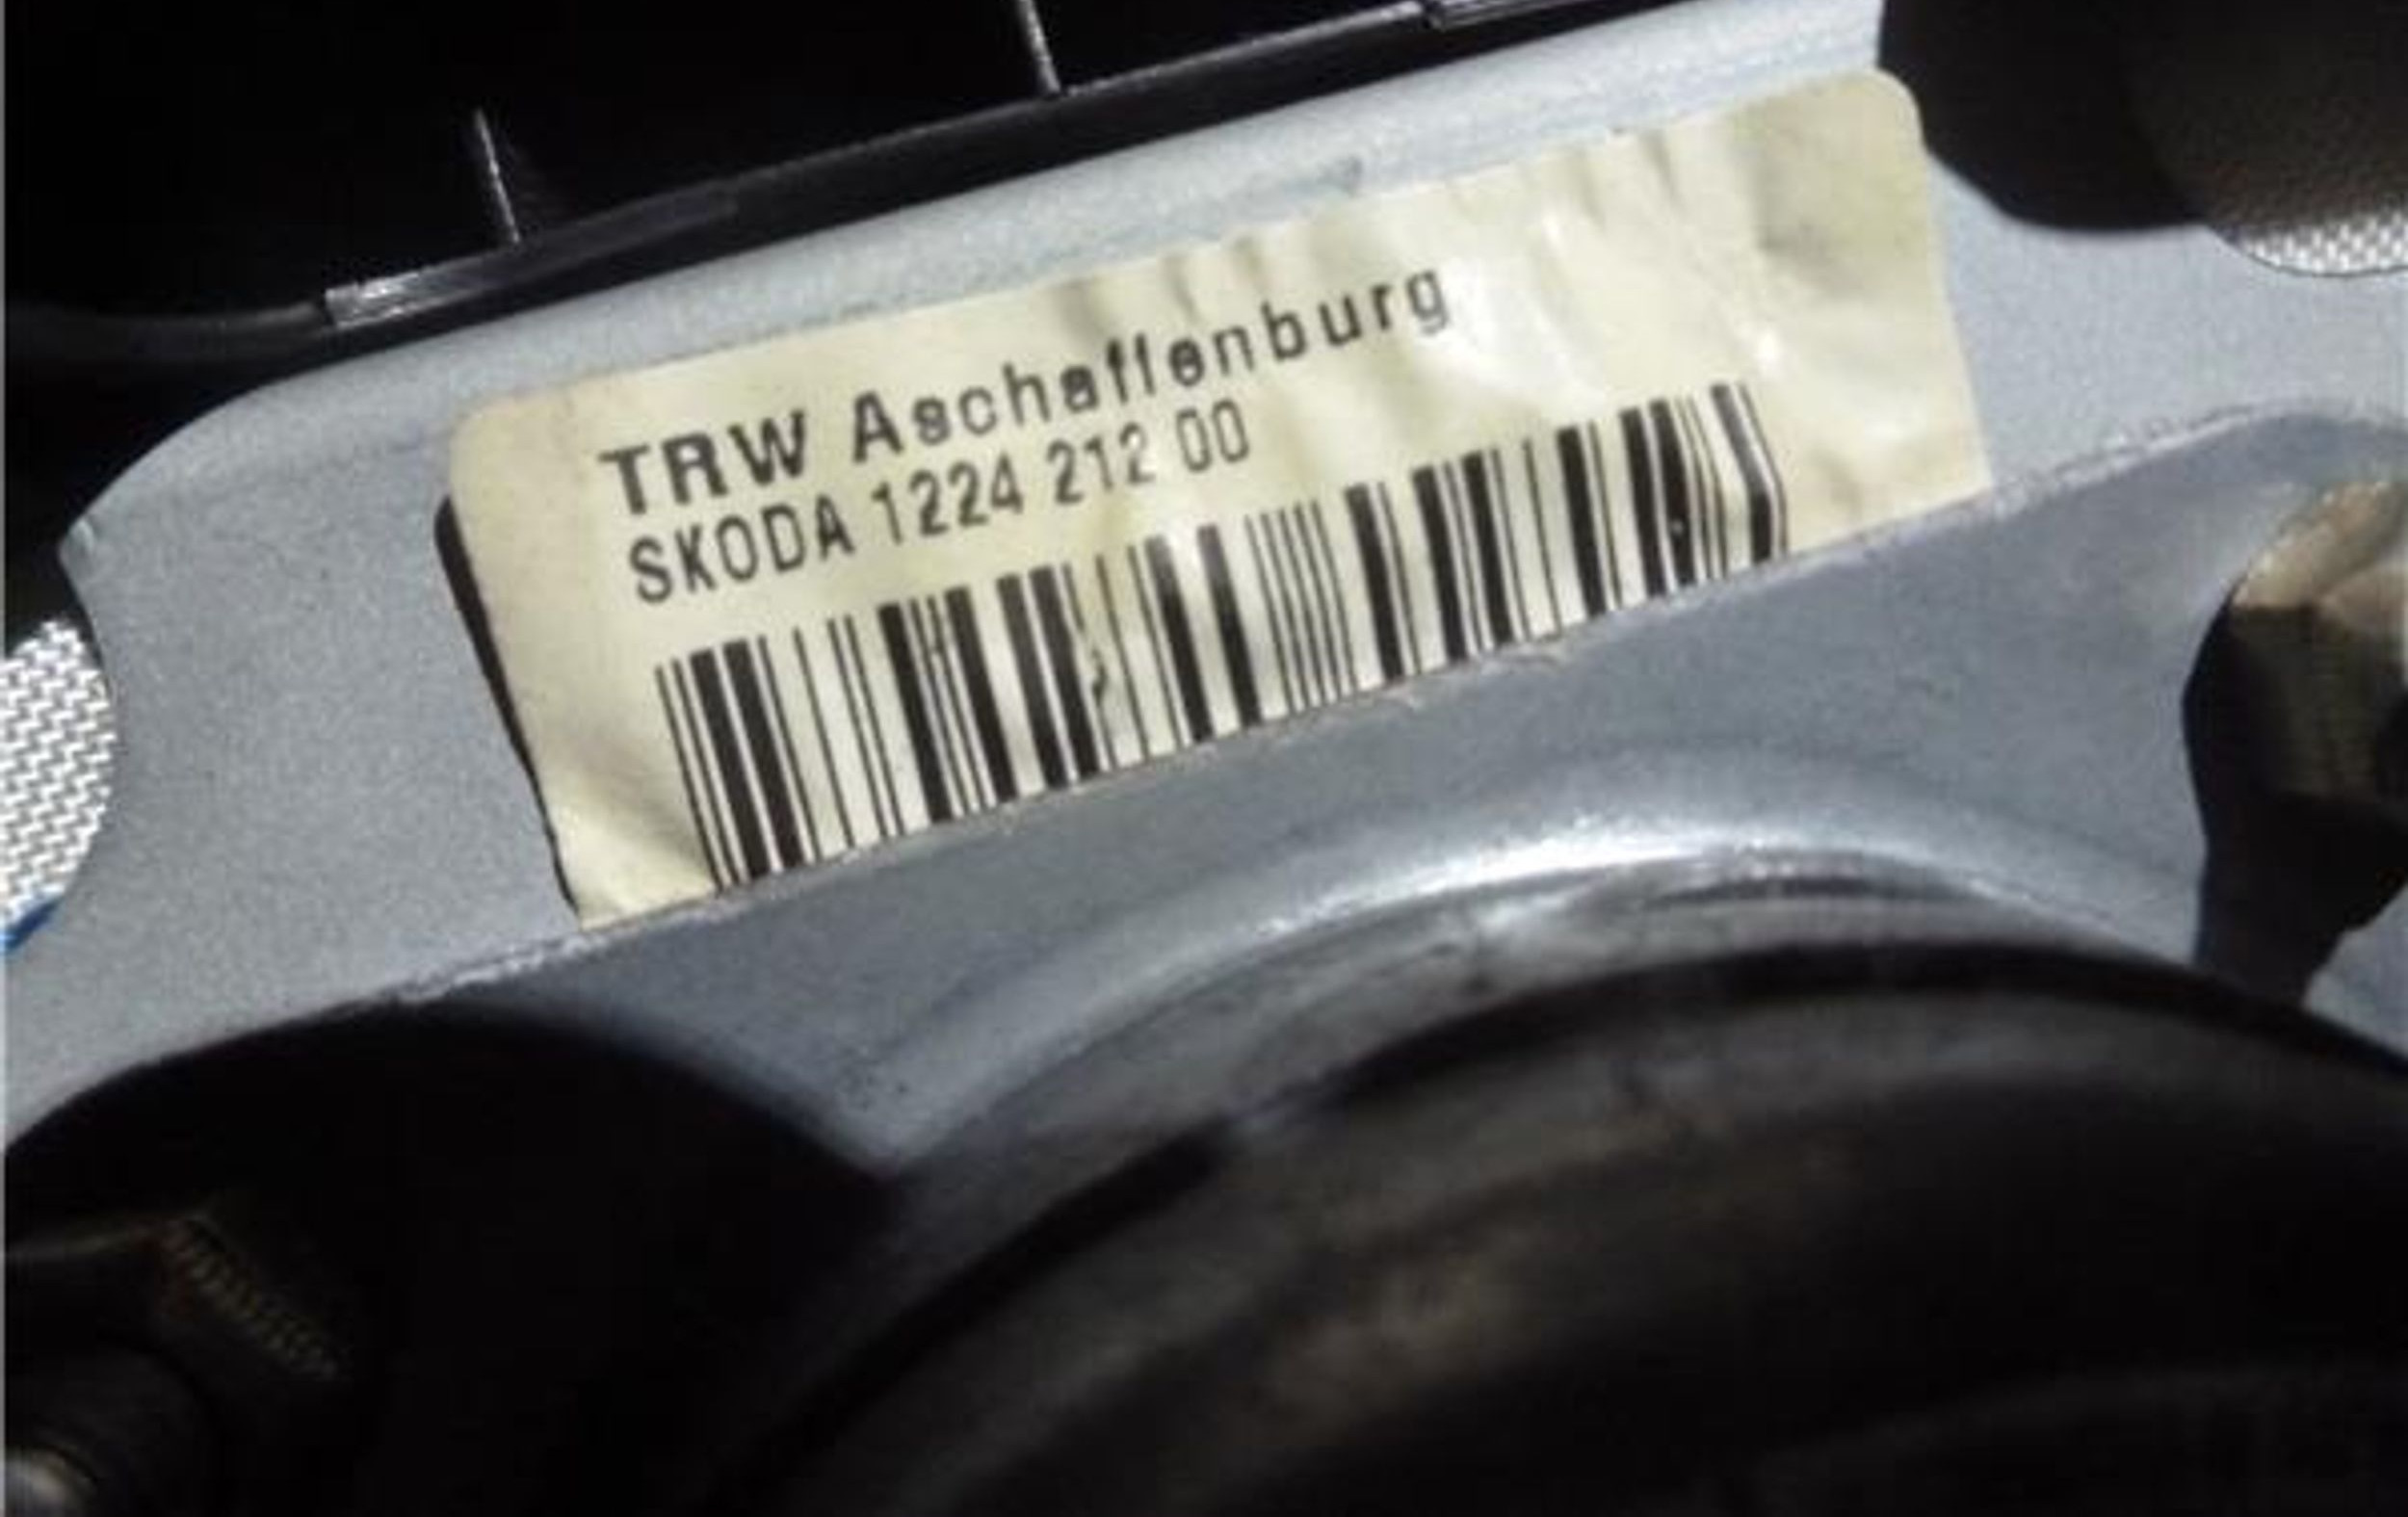 TRW Aschaffenburg
SKODA 1224 212 00